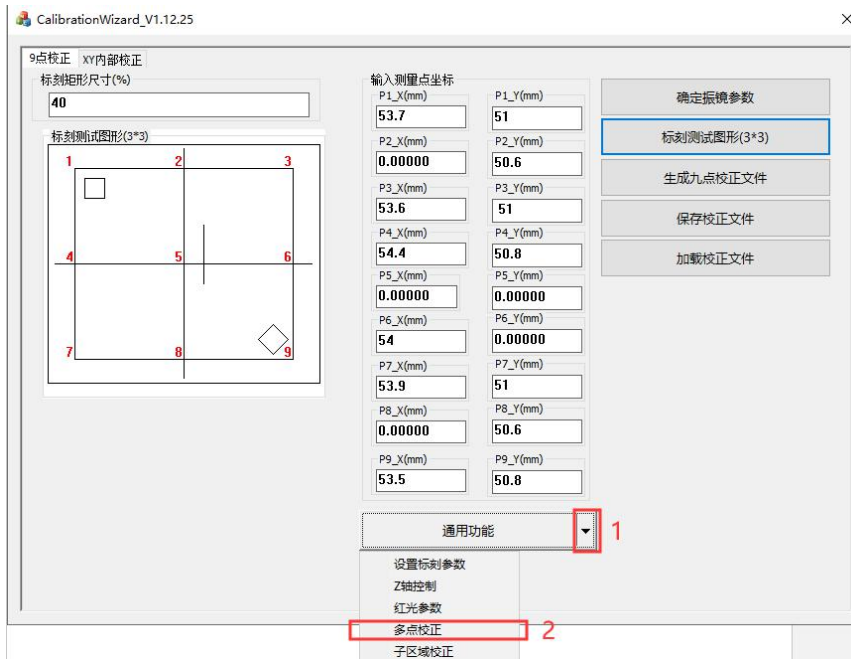 CalibrationWizard_V1.12.25
9点校正 XY内部校正
标刻矩形尺寸(%)
40
标刻测试图形(3*3)
1 2 3
4 5 6
7 8 9
输入测量点坐标
P1_X(mm) P1_Y(mm)
53.7 51
P2_X(mm) P2_Y(mm)
0.00000 50.6
P3_X(mm) P3_Y(mm)
53.6 51
P4_X(mm) P4_Y(mm)
54.4 50.8
P5_X(mm) P5_Y(mm)
0.00000 0.00000
P6_X(mm) P6_Y(mm)
54 0.00000
P7_X(mm) P7_Y(mm)
53.9 51
P8_X(mm) P8_Y(mm)
0.00000 50.6
P9_X(mm) P9_Y(mm)
53.5 50.8
确定振镜参数
标刻测试图形(3*3)
生成九点校正文件
保存校正文件
加载校正文件
通用功能 1
设置标刻参数
Z轴控制
红光参数
多点校正 2
子区域校正